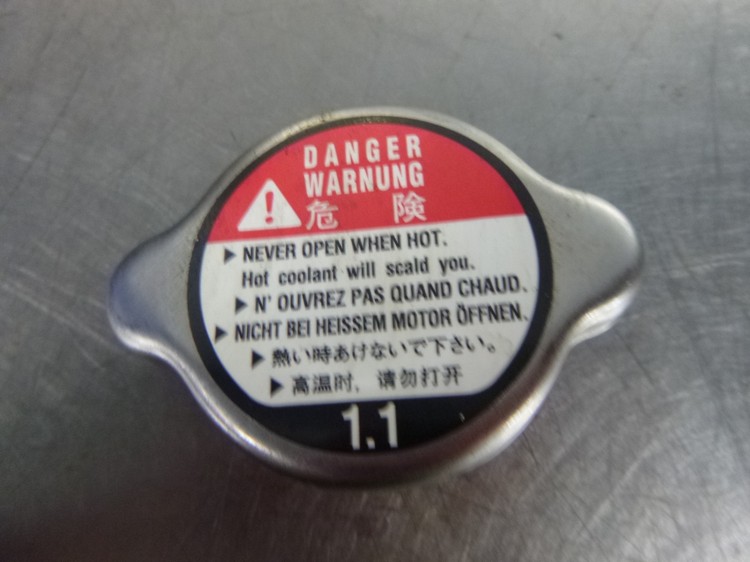 DANGER
WARNUNG
危険
▶ NEVER OPEN WHEN HOT.
Hot coolant will scald you.
▶ N' OUVREZ PAS QUAND CHAUD.
▶ NICHT BEI HEISSEM MOTOR ÖFFNEN.
▶ 熱い時あけないで下さい。
▶ 高温时，请勿打开
1.1